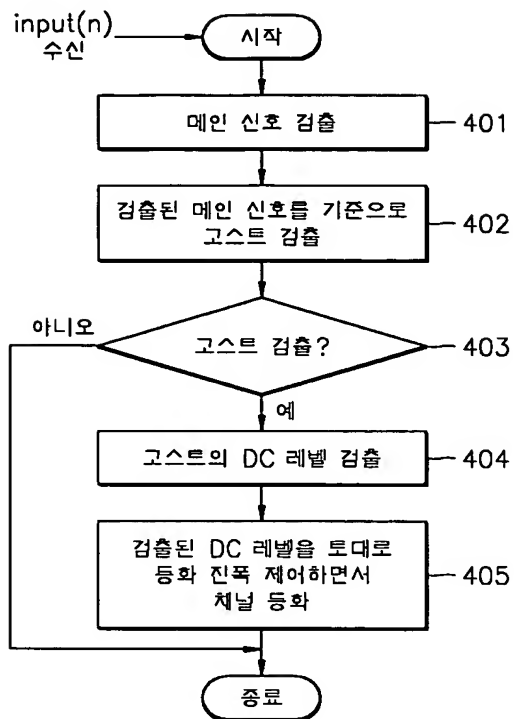 input(n)
수신
시작
메인 신호 검출
401
검출된 메인 신호를 기준으로
고스트 검출
402
고스트 검출?
403
아니오
예
고스트의 DC 레벨 검출
404
검출된 DC 레벨을 토대로
등화 진폭 제어하면서
채널 등화
405
종료